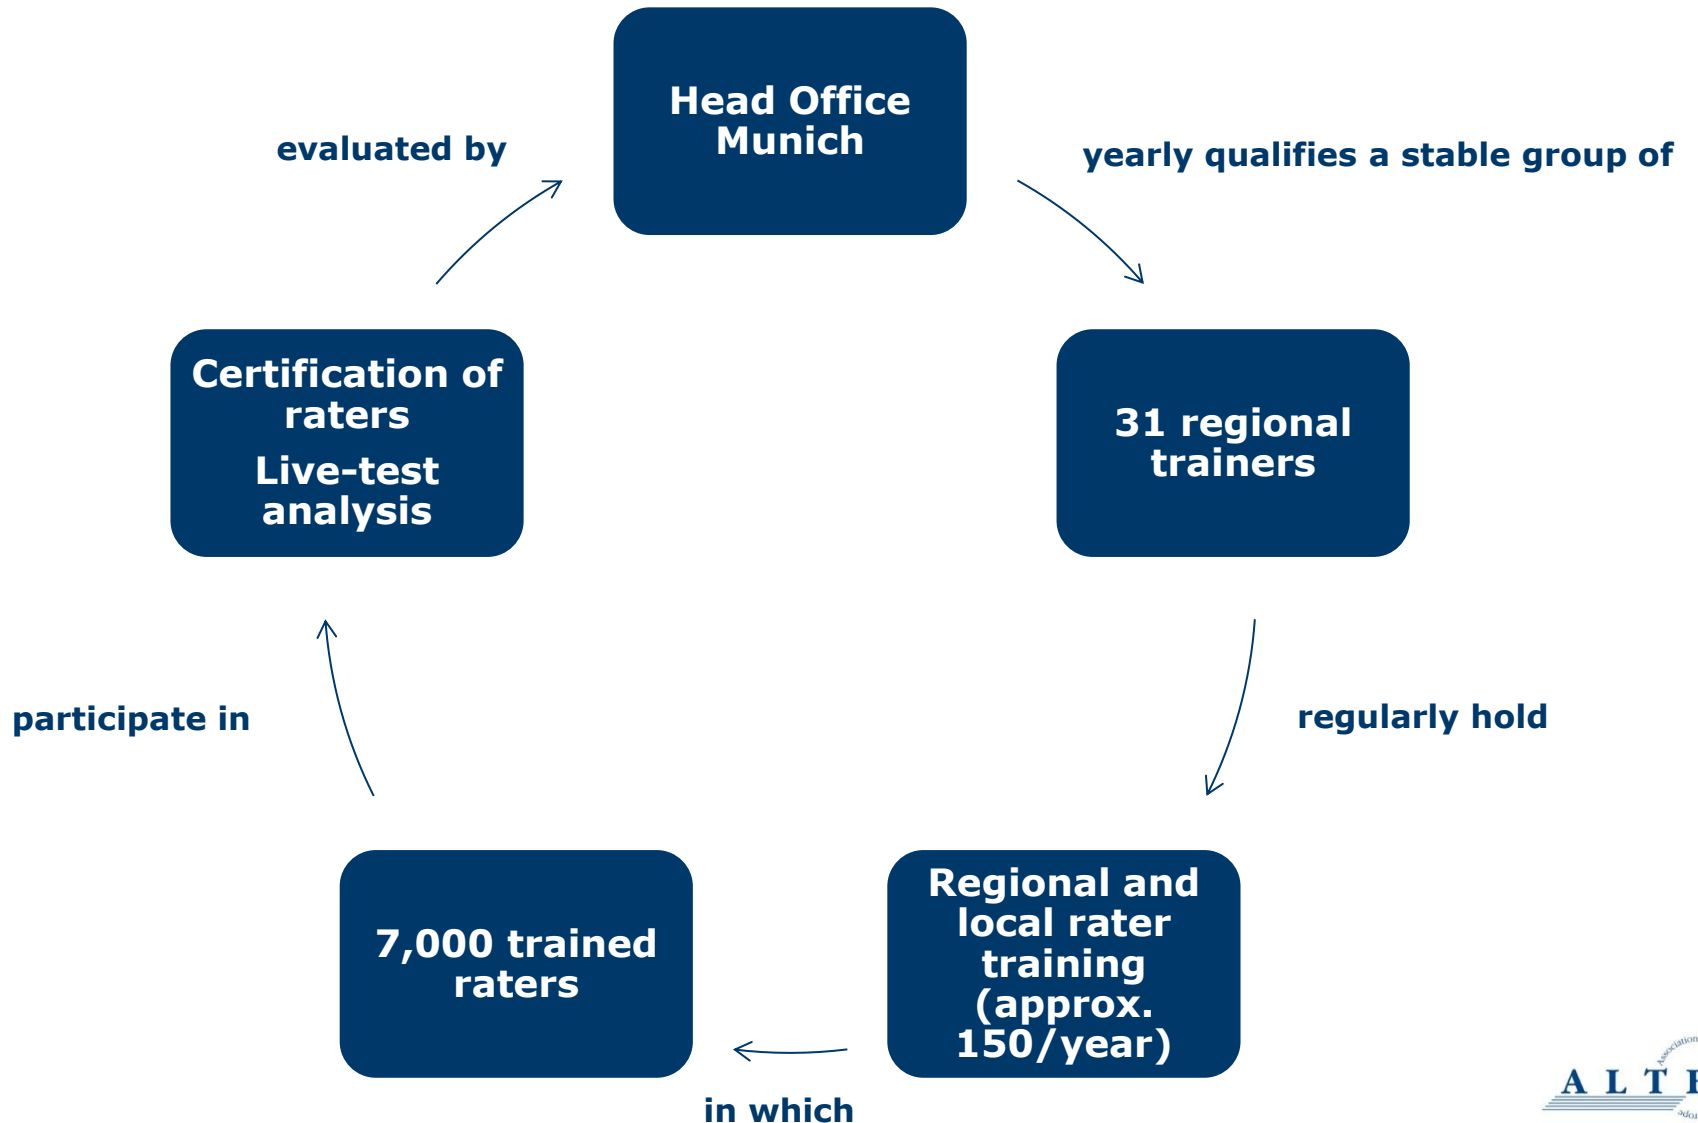 Head Office
Munich
evaluated by
yearly qualifies a stable group of
Certification of
raters
Live-test
analysis
31 regional
trainers
participate in
regularly hold
7,000 trained
raters
Regional and
local rater
training
(approx.
150/year)
in which
Association
A L T